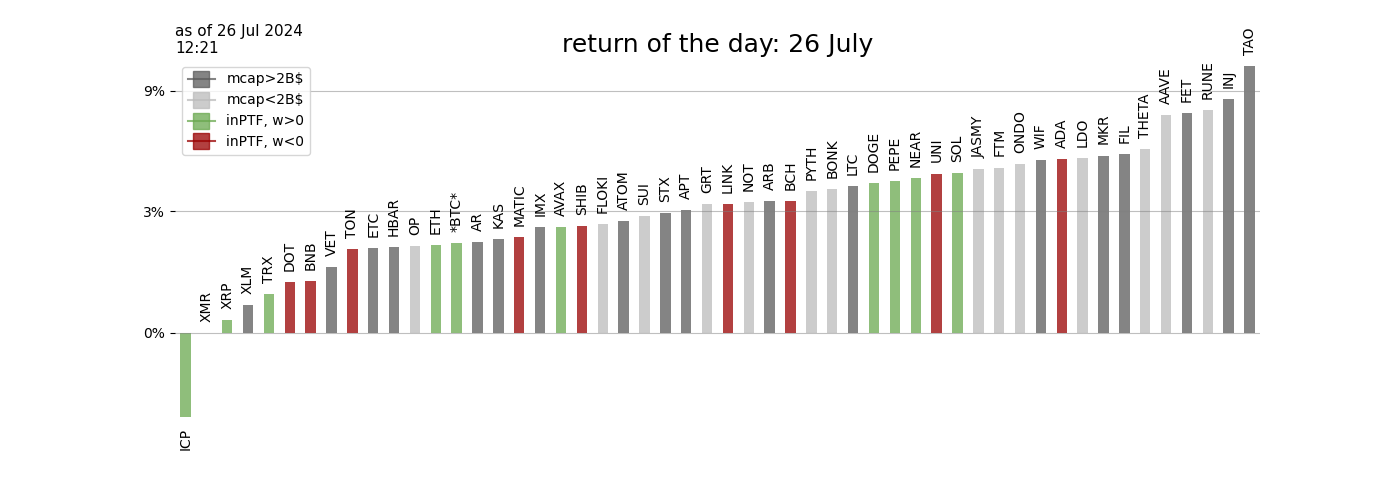 as of 26 Jul 2024
12:21
return of the day: 26 July
mcap>2B$
mcap<2B$
inPTF, w>0
inPTF, w<0
9%
3%
0%
ICP
XMR
XRP
XLM
TRX
DOT
BNB
VET
TON
ETC
HBAR
OP
ETH
*BTC*
AR
KAS
MATIC
IMX
AVAX
SHIB
FLOKI
ATOM
SUI
STX
APT
GRT
LINK
NOT
ARB
BCH
PYTH
BONK
LTC
DOGE
PEPE
NEAR
UNI
SOL
JASMY
FTM
ONDO
WIF
ADA
LDO
MKR
FIL
THETA
AAVE
FET
RUNE
INJ
TAO